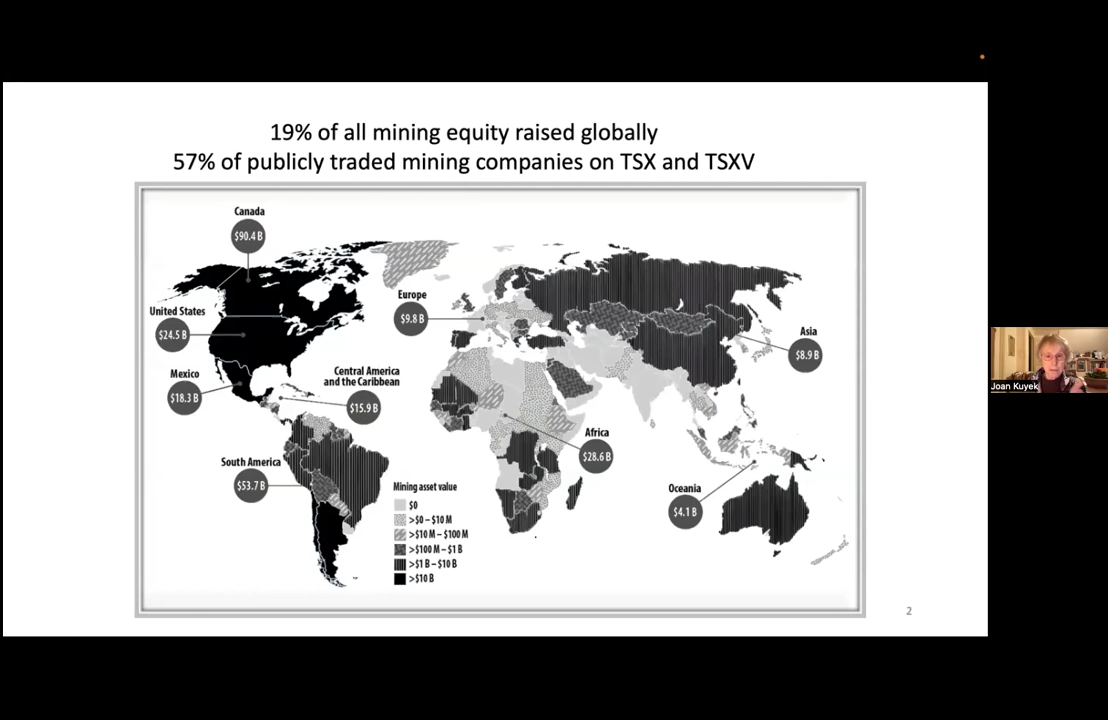 19% of all mining equity raised globally
57% of publicly traded mining companies on TSX and TSXV
Canada
$90.4 B
United States
$24.5 B
Mexico
$18.3 B
Central America
and the Caribbean
$15.9 B
South America
$53.7 B
Europe
$9.8 B
Africa
$28.6 B
Asia
$8.9 B
Oceania
$4.1 B
Mining asset value
$0
>$0 – $10 M
>$10 M – $100 M
>$100 M – $1 B
>$1 B – $10 B
>$10 B
2
Joan Kuyek